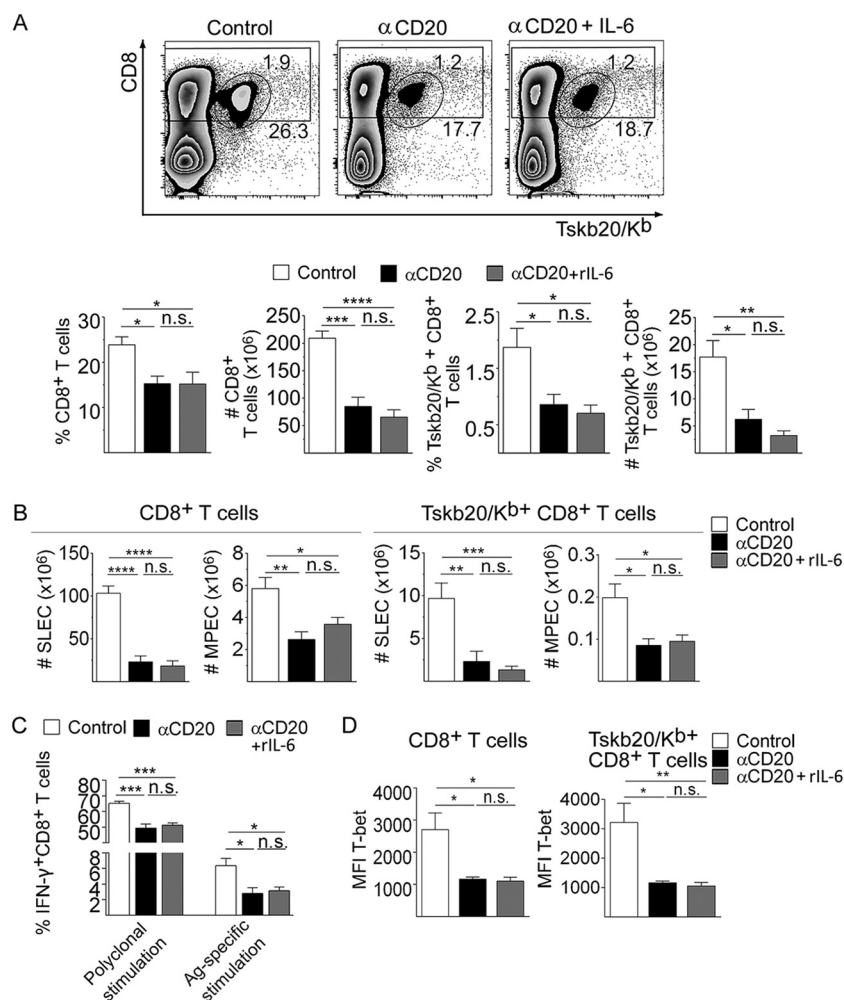 A
Control
αCD20
αCD20 + IL-6
CD8
1.9
26.3
1.2
17.7
1.2
18.7
Tskb20/Kb
Control
αCD20
αCD20+rIL-6
% CD8+ T cells
30
20
10
*
*
n.s.
# CD8+
T cells (x106)
250
200
150
100
50
****
***
n.s.
% Tskb20/Kb + CD8+
T cells
2.5
1.5
0.5
*
*
n.s.
# Tskb20/Kb + CD8+
T cells (x106)
25
20
15
10
5
**
*
n.s.
B
CD8+ T cells
Tskb20/Kb+ CD8+ T cells
Control
αCD20
αCD20 + rIL-6
# SLEC (x106)
150
100
50
****
****
n.s.
# MPEC (x106)
8
6
4
2
*
**
n.s.
# SLEC (x106)
15
10
5
***
**
n.s.
# MPEC (x106)
0.3
0.2
0.1
*
*
n.s.
C
Control
αCD20
αCD20
+rIL-6
% IFN-γ+CD8+ T cells
90
70
50
8
6
4
2
***
***
n.s.
*
*
n.s.
Polyclonal
stimulation
Ag-specific
stimulation
D
CD8+ T cells
Tskb20/Kb+
CD8+ T cells
Control
αCD20
αCD20 + rIL-6
MFI T-bet
4000
3000
2000
1000
*
*
n.s.
MFI T-bet
4000
3000
2000
1000
**
*
n.s.